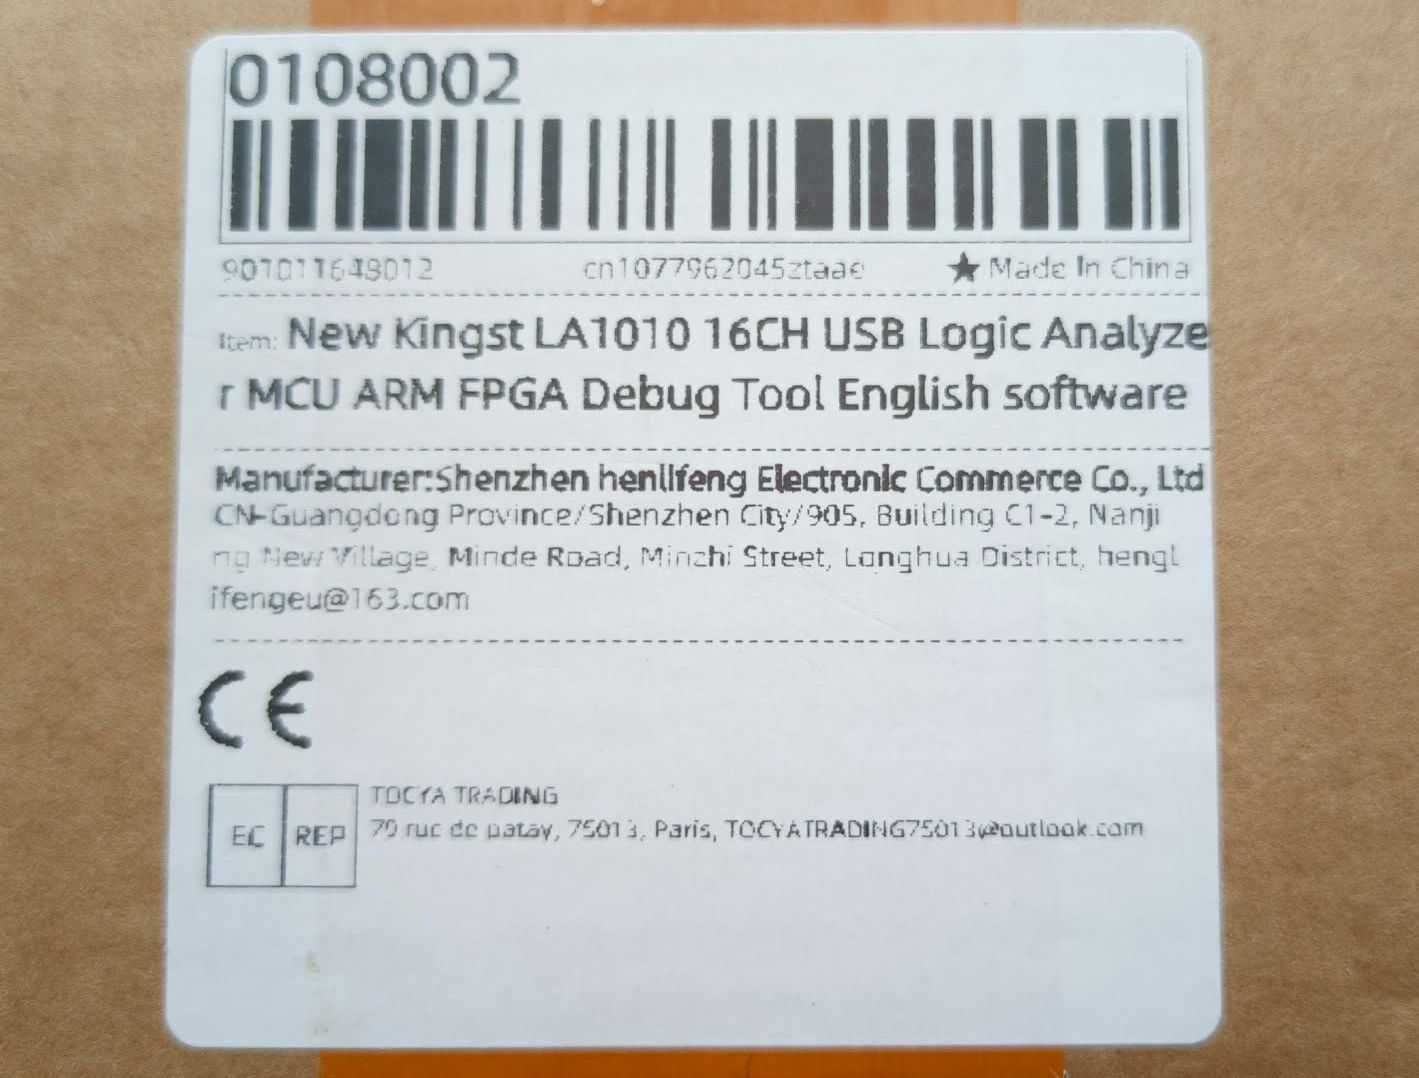 0108002
901011648012 cn1077962045ztaae ★ Made In China
Item: New Kingst LA1010 16CH USB Logic Analyze
r MCU ARM FPGA Debug Tool English software
Manufacturer:Shenzhen henlifeng Electronic Commerce Co., Ltd
CN-Guangdong Province/Shenzhen City/905, Building C1-2, Nanji
ng New Village, Minde Road, Minzhi Street, Longhua District, hengl
ifengeu@163.com
CE
EC REP TOCYA TRADING
79 rue de patay, 75013, Paris, TOCYATRADING75013@outlook.com